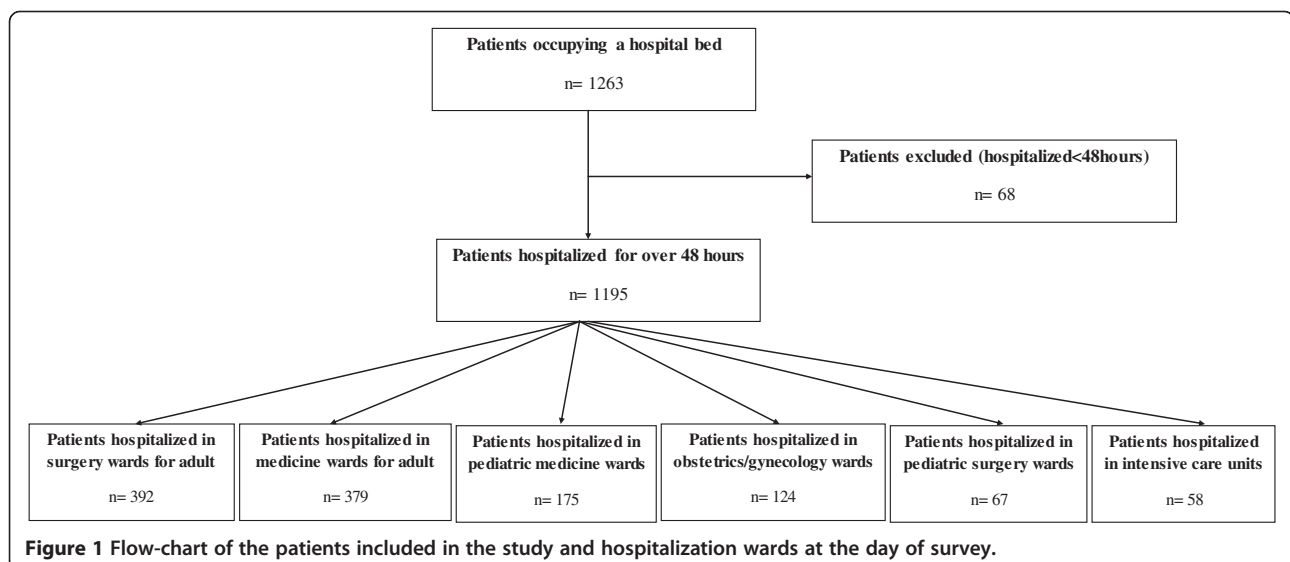 Patients occupying a hospital bed
n= 1263
Patients excluded (hospitalized<48hours)
n= 68
Patients hospitalized for over 48 hours
n= 1195
Patients hospitalized in
surgery wards for adult
n= 392
Patients hospitalized in
medicine wards for adult
n= 379
Patients hospitalized in
pediatric medicine wards
n= 175
Patients hospitalized in
obstetrics/gynecology wards
n= 124
Patients hospitalized in
pediatric surgery wards
n= 67
Patients hospitalized
in intensive care units
n= 58
Figure 1 Flow-chart of the patients included in the study and hospitalization wards at the day of survey.